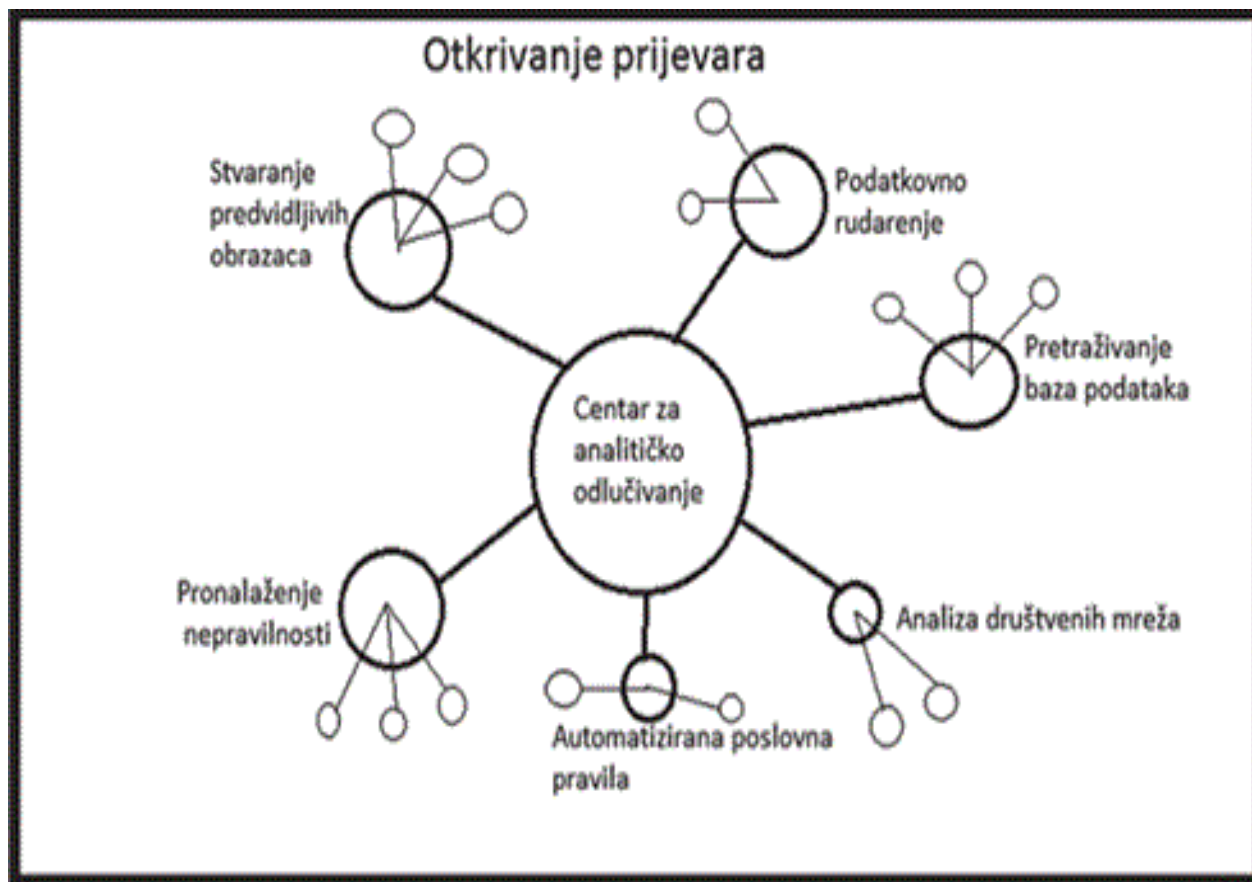 Otkrivanje prijevara
Stvaranje
predvidljivih
obrazaca
Podatkovno
rudarenje
Pretraživanje
baza podataka
Centar za
analitičko
odlučivanje
Pronalaženje
nepravilnosti
Analiza društvenih mreža
Automatizirana poslovna
pravila